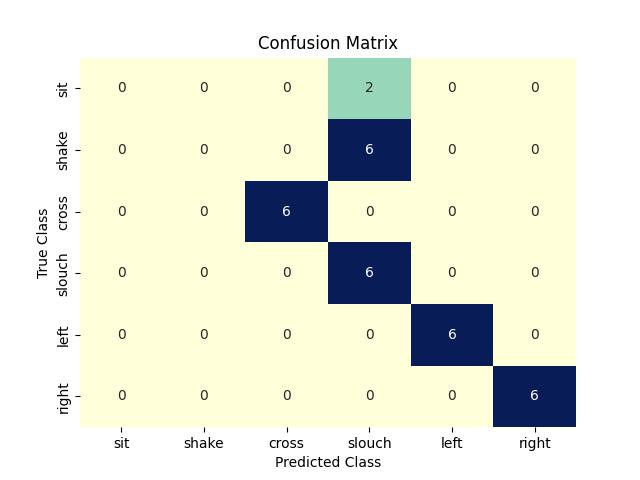 Confusion Matrix
True Class
sit 0 0 0 2 0 0
shake 0 0 0 6 0 0
cross 0 0 6 0 0 0
slouch 0 0 0 6 0 0
left 0 0 0 0 6 0
right 0 0 0 0 0 6
sit shake cross slouch left right
Predicted Class